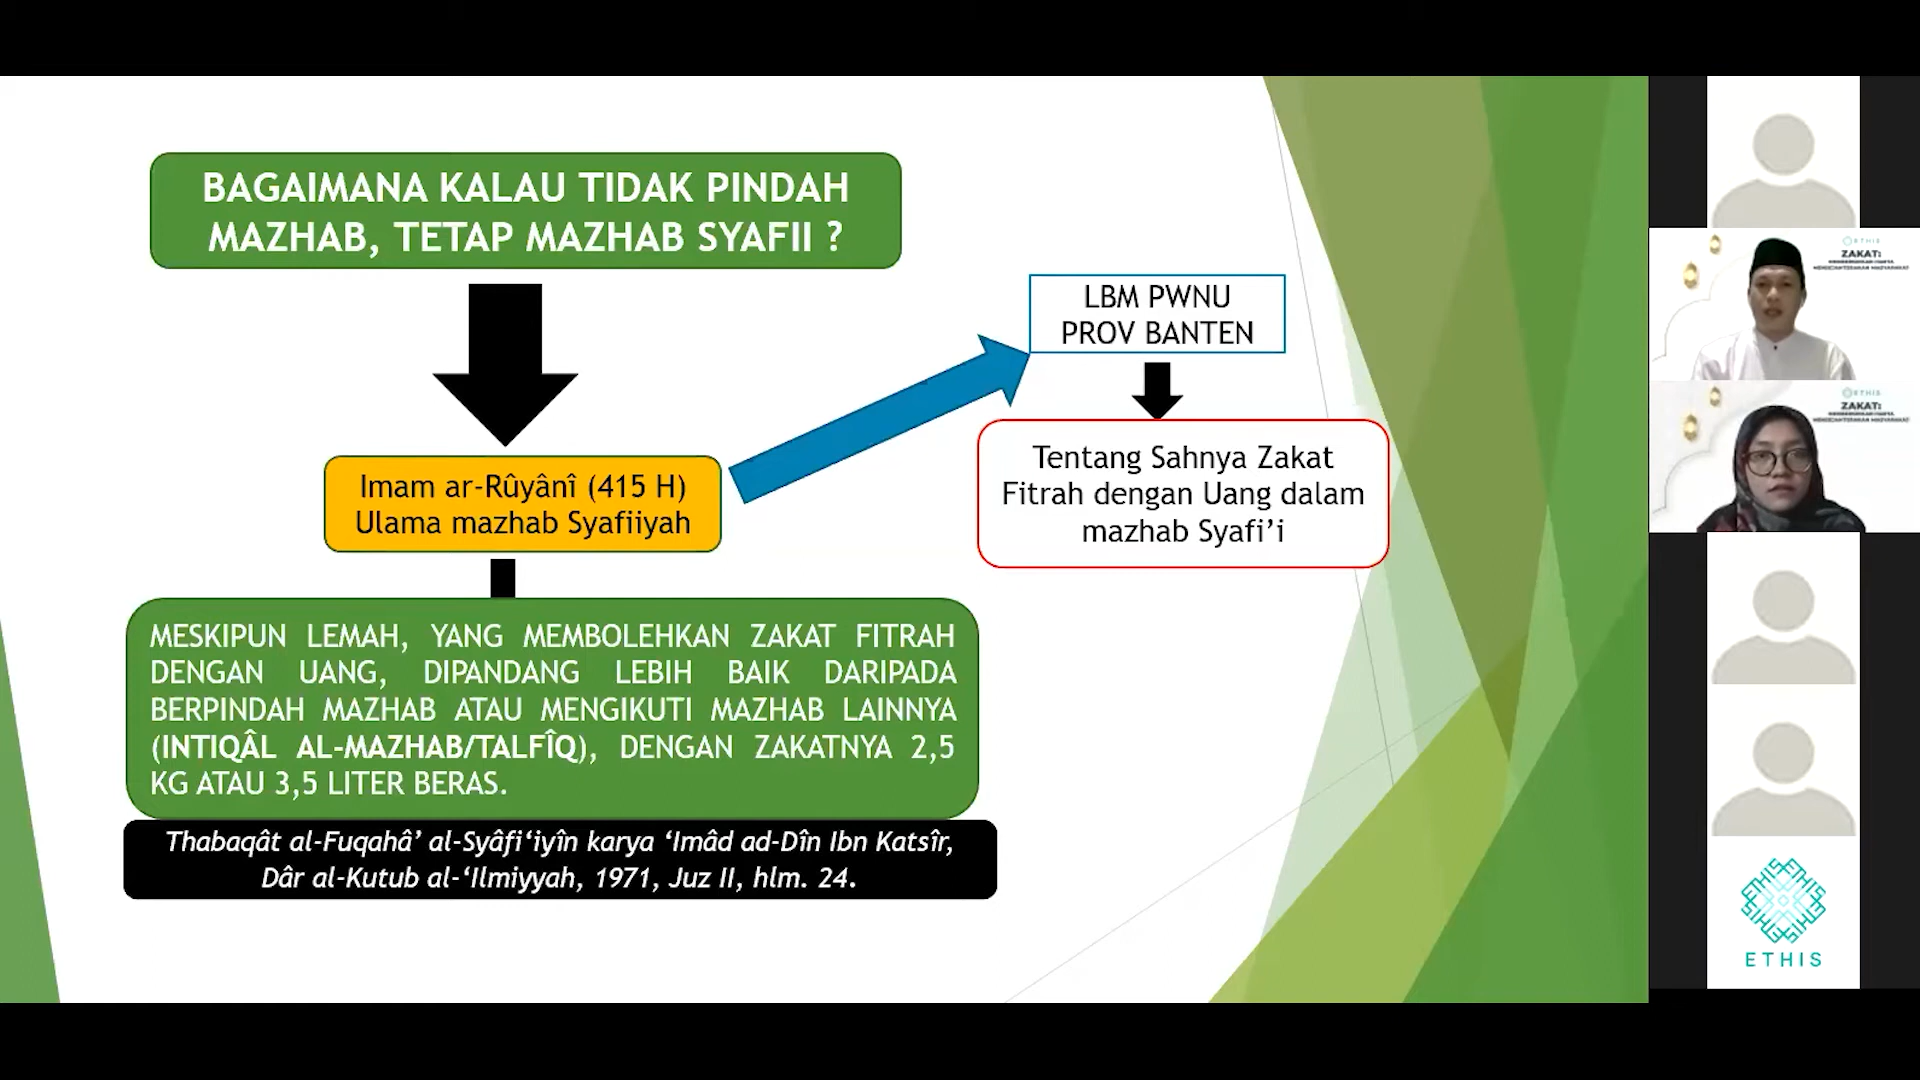 BAGAIMANA KALAU TIDAK PINDAH
MAZHAB, TETAP MAZHAB SYAFII ?
LBM PWNU
PROV BANTEN
Imam ar-Rûyânî (415 H)
Ulama mazhab Syafiiyah
Tentang Sahnya Zakat
Fitrah dengan Uang dalam
mazhab Syafi’i
MESKIPUN LEMAH, YANG MEMBOLEHKAN ZAKAT FITRAH
DENGAN UANG, DIPANDANG LEBIH BAIK DARIPADA
BERPINDAH MAZHAB ATAU MENGIKUTI MAZHAB LAINNYA
(INTIQÂL AL-MAZHAB/TALFÎQ), DENGAN ZAKATNYA 2,5
KG ATAU 3,5 LITER BERAS.
Thabaqât al-Fuqahâ’ al-Syâfi‘iyîn karya ‘Imâd ad-Dîn Ibn Katsîr,
Dâr al-Kutub al-‘Ilmiyyah, 1971, Juz II, hlm. 24.
ETHIS
ZAKAT:
ETHIS
ZAKAT:
ETHIS